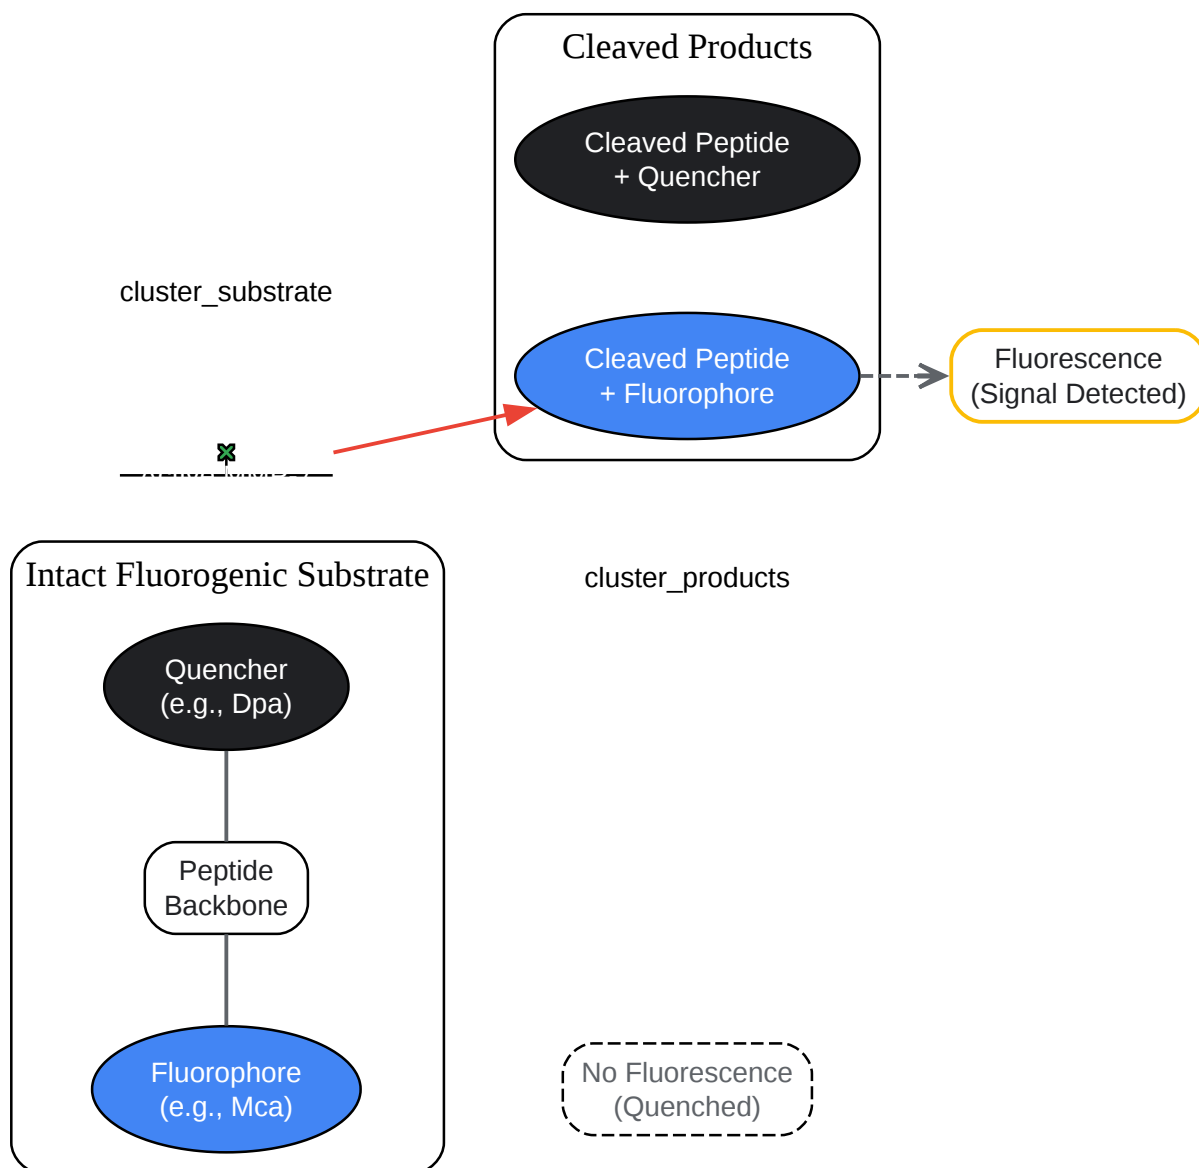 Cleaved Products
Cleaved Peptide
+ Quencher
cluster_substrate
Cleaved Peptide
+ Fluorophore
Fluorescence
(Signal Detected)
Intact Fluorogenic Substrate
cluster_products
Quencher
(e.g., Dpa)
Peptide
Backbone
Fluorophore
(e.g., Mca)
No Fluorescence
(Quenched)